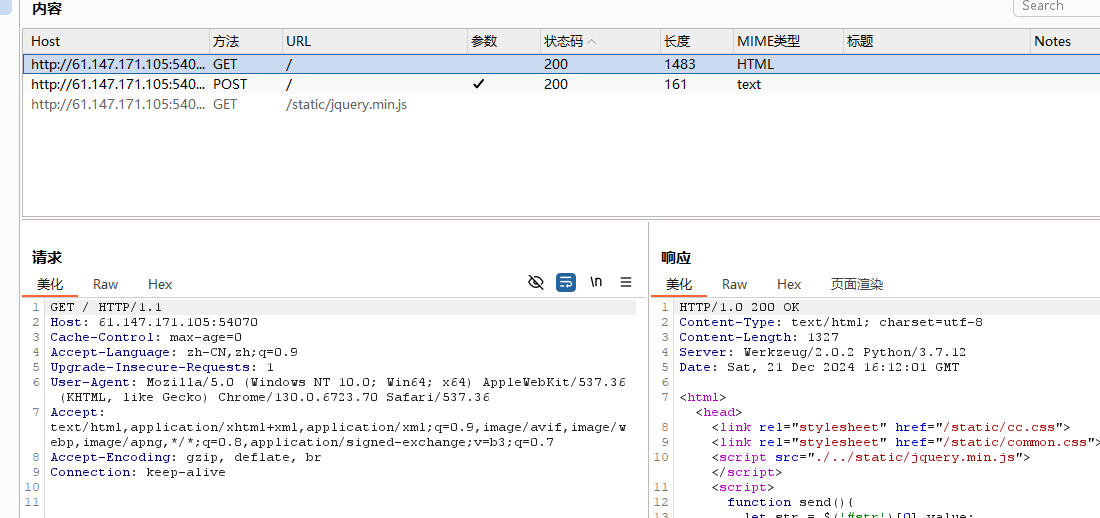 内容
Search
Host 方法 URL 参数 状态码 长度 MIME类型 标题 Notes
http://61.147.171.105:540... GET / 200 1483 HTML
http://61.147.171.105:540... POST / ✓ 200 161 text
http://61.147.171.105:540... GET /static/jquery.min.js
请求
美化 Raw Hex
\n
1 GET / HTTP/1.1
2 Host: 61.147.171.105:54070
3 Cache-Control: max-age=0
4 Accept-Language: zh-CN,zh;q=0.9
5 Upgrade-Insecure-Requests: 1
6 User-Agent: Mozilla/5.0 (Windows NT 10.0; Win64; x64) AppleWebKit/537.36
(KHTML, like Gecko) Chrome/130.0.6723.70 Safari/537.36
7 Accept:
text/html,application/xhtml+xml,application/xml;q=0.9,image/avif,image/w
ebp,image/apng,*/*;q=0.8,application/signed-exchange;v=b3;q=0.7
8 Accept-Encoding: gzip, deflate, br
9 Connection: keep-alive
10
11
响应
美化 Raw Hex 页面渲染
1 HTTP/1.0 200 OK
2 Content-Type: text/html; charset=utf-8
3 Content-Length: 1327
4 Server: Werkzeug/2.0.2 Python/3.7.12
5 Date: Sat, 21 Dec 2024 16:12:01 GMT
6
7 <html>
<head>
8 <link rel="stylesheet" href="/static/cc.css">
9 <link rel="stylesheet" href="/static/common.css">
10 <script src="./../static/jquery.min.js">
</script>
11 <script>
12 function send(){
13 let str = $('#str')[0].value;